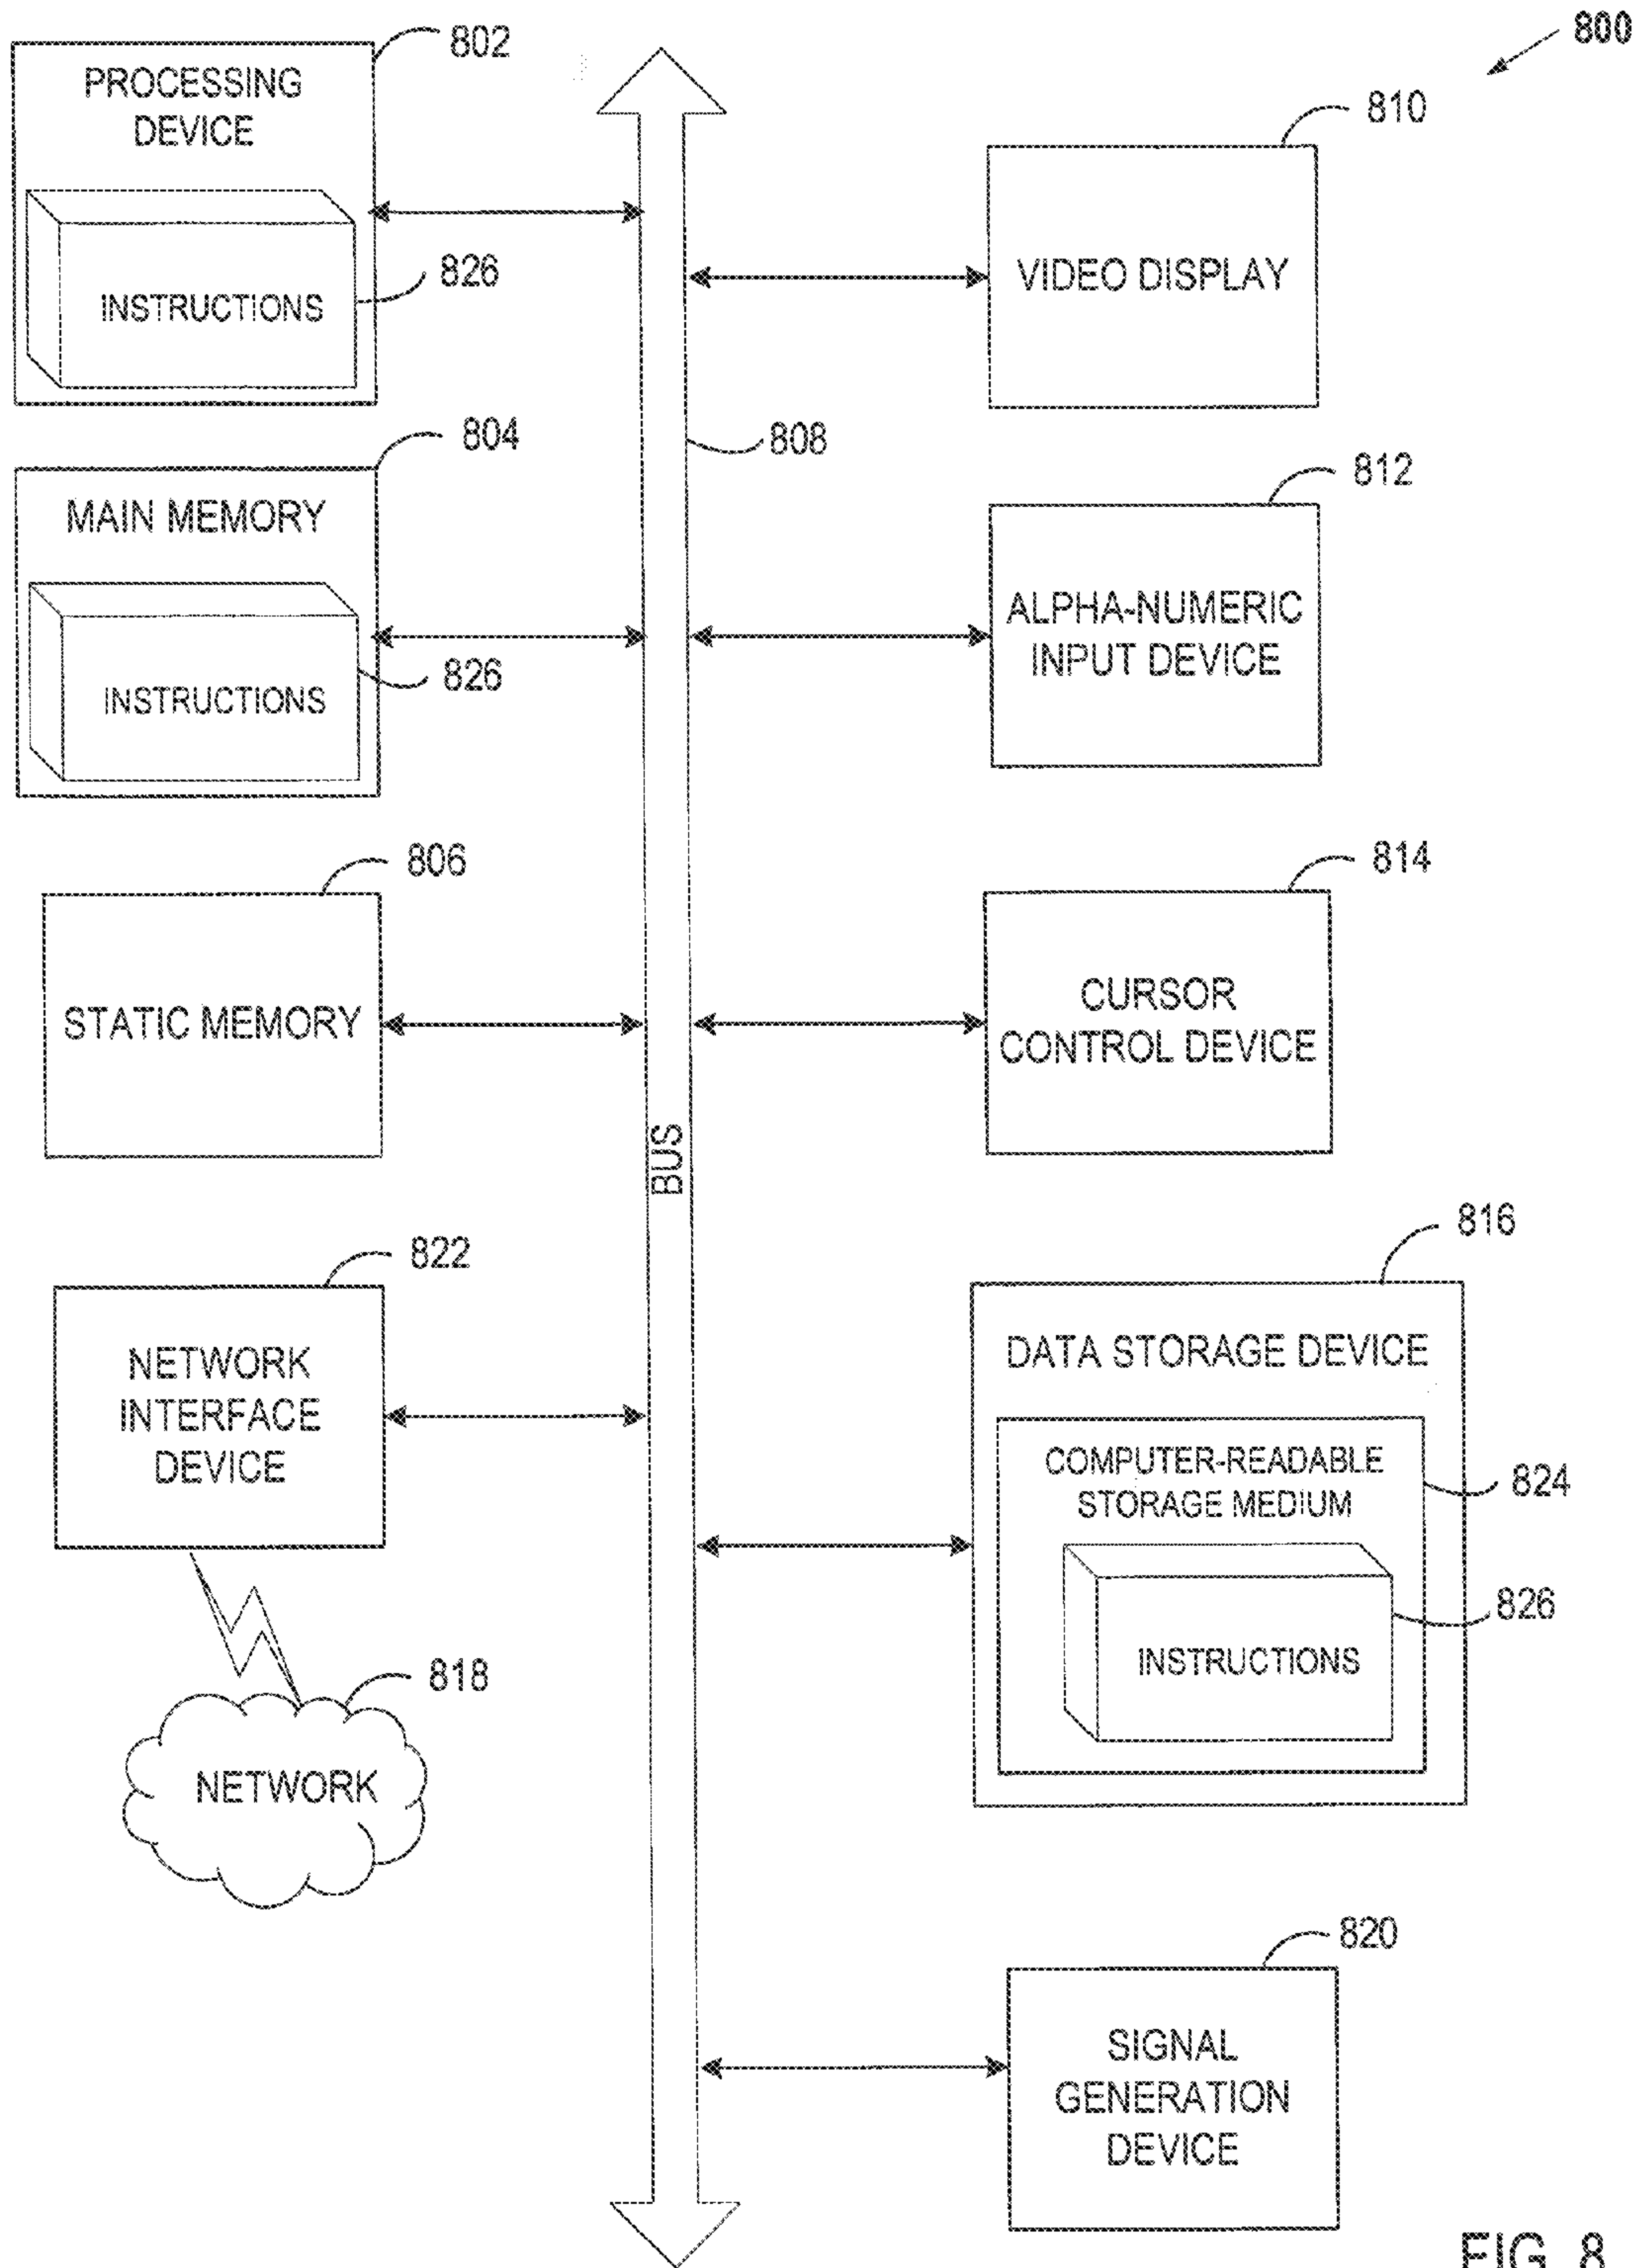 800
802
PROCESSING
DEVICE
826
INSTRUCTIONS
804
MAIN MEMORY
826
INSTRUCTIONS
806
STATIC MEMORY
822
NETWORK
INTERFACE
DEVICE
818
NETWORK
808
BUS
810
VIDEO DISPLAY
812
ALPHA-NUMERIC
INPUT DEVICE
814
CURSOR
CONTROL DEVICE
816
DATA STORAGE DEVICE
COMPUTER-READABLE
STORAGE MEDIUM
824
826
INSTRUCTIONS
820
SIGNAL
GENERATION
DEVICE
FIG. 8